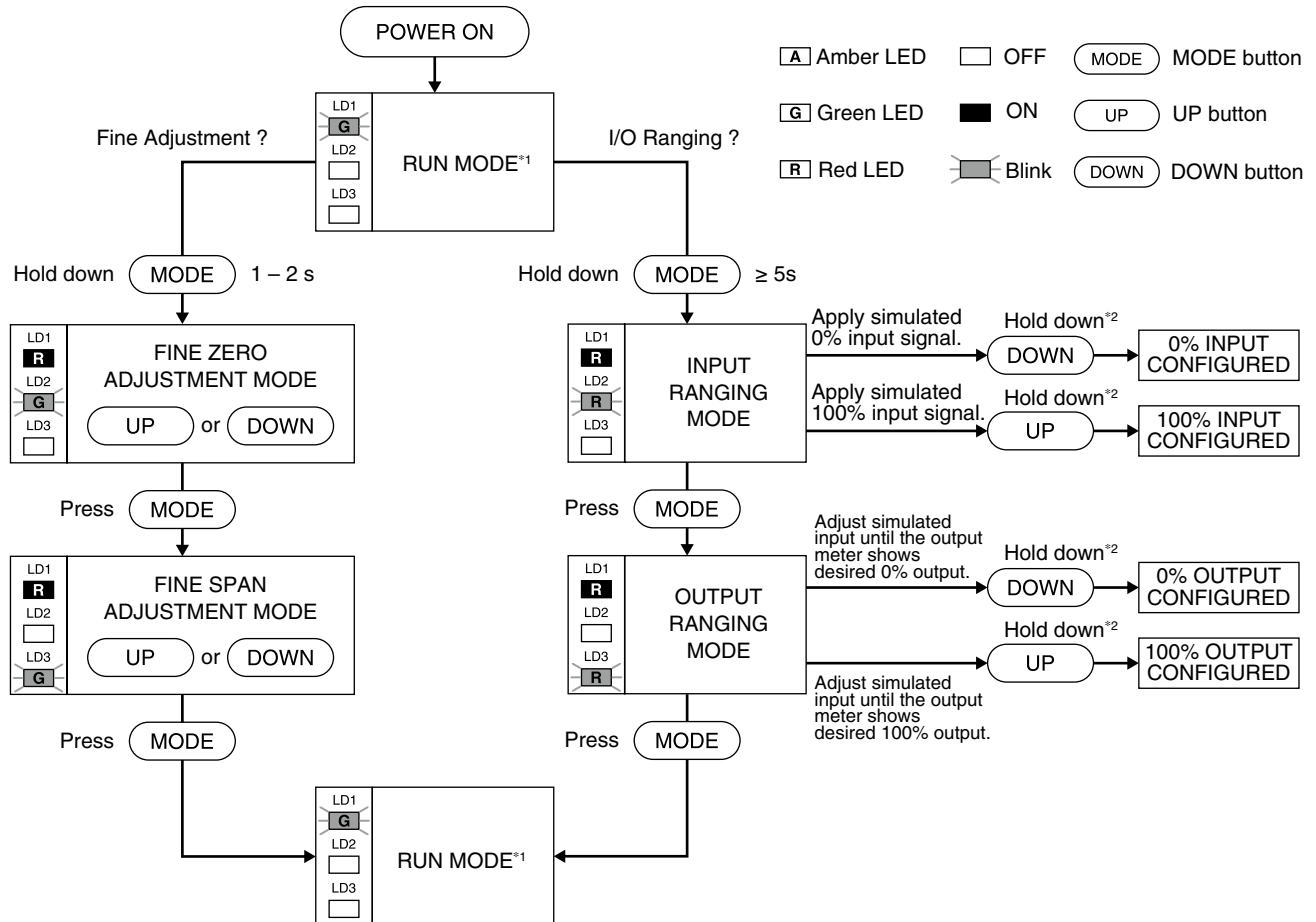 POWER ON
A Amber LED
OFF
MODE MODE button
G Green LED
ON
UP UP button
R Red LED
Blink
DOWN DOWN button
LD1
G
LD2
LD3
RUN MODE*1
Fine Adjustment ?
I/O Ranging ?
Hold down MODE 1 – 2 s
Hold down MODE ≥ 5s
LD1
R
LD2
G
LD3
FINE ZERO
ADJUSTMENT MODE
UP or DOWN
LD1
R
LD2
R
LD3
INPUT
RANGING
MODE
Apply simulated
0% input signal.
Hold down*2
DOWN
0% INPUT
CONFIGURED
Apply simulated
100% input signal.
Hold down*2
UP
100% INPUT
CONFIGURED
Press MODE
Press MODE
LD1
R
LD2
LD3
G
FINE SPAN
ADJUSTMENT MODE
UP or DOWN
LD1
R
LD2
LD3
R
OUTPUT
RANGING
MODE
Adjust simulated
input until the output
meter shows
desired 0% output.
Hold down*2
DOWN
0% OUTPUT
CONFIGURED
Adjust simulated
input until the output
meter shows
desired 100% output.
Hold down*2
UP
100% OUTPUT
CONFIGURED
Press MODE
Press MODE
LD1
G
LD2
LD3
RUN MODE*1